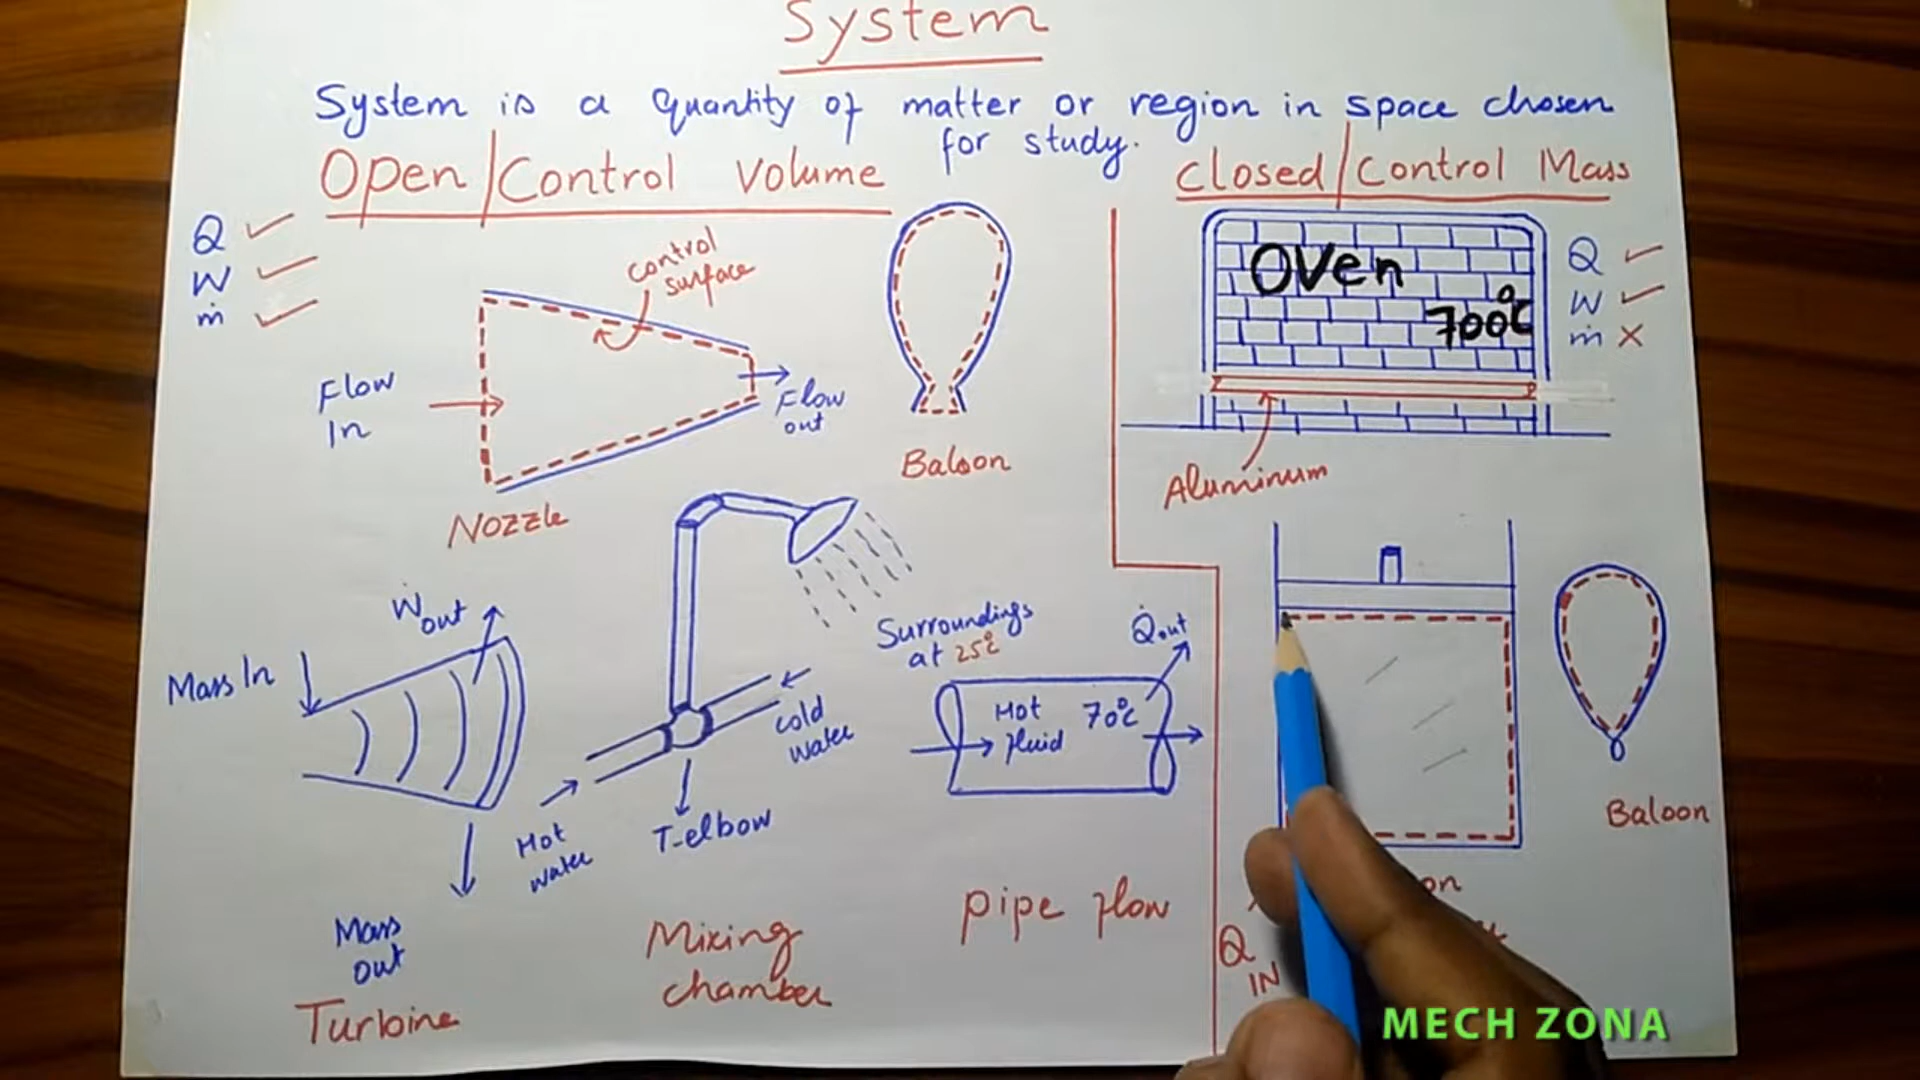 System
System is a quantity of matter or region in space chosen
for study.
Open/Control Volume
Q
W
ṁ
control
surface
Flow
In
Flow
out
Nozzle
Baloon
Closed/Control Mass
Oven
700°C
Q
W
ṁ X
Aluminum
Ẇout
Mass In
Mass
out
Turbine
Cold
water
Hot
water
T-elbow
Mixing
chamber
Surroundings
at 25°C
Q̇out
Hot
fluid
70°C
Pipe flow
Baloon
Q
IN
MECH ZONA